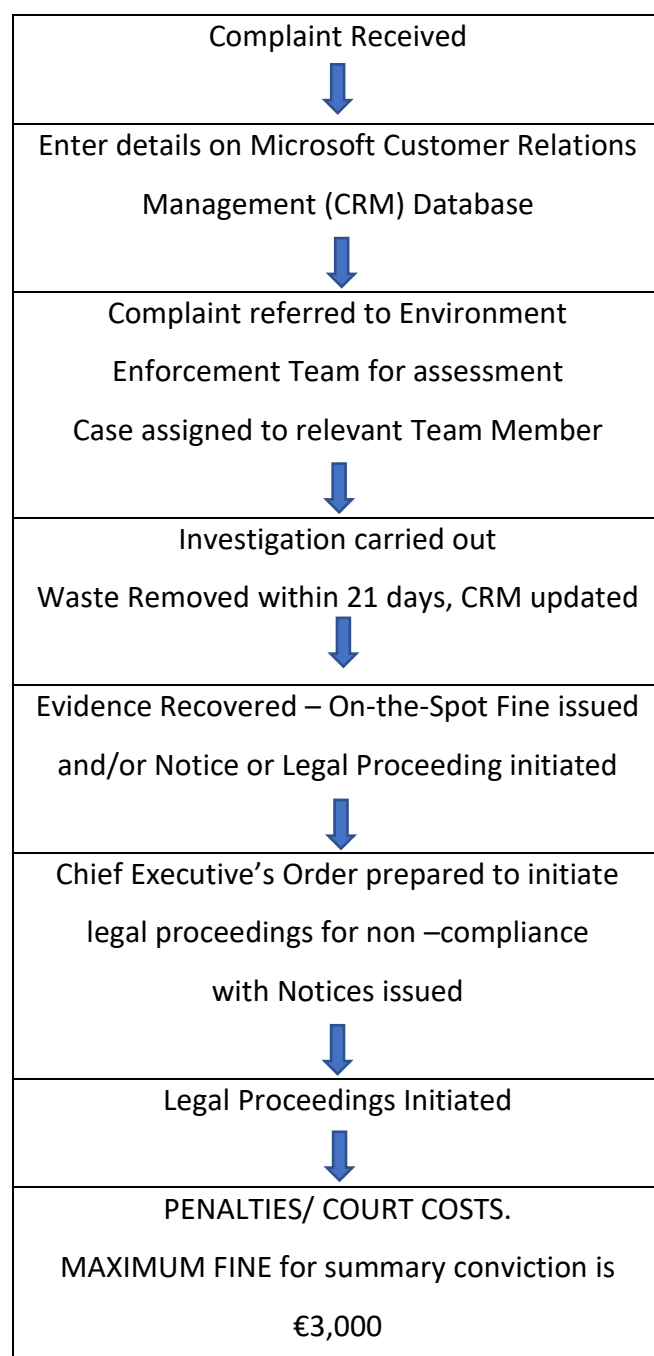 Complaint Received
Enter details on Microsoft Customer Relations
Management (CRM) Database
Complaint referred to Environment
Enforcement Team for assessment
Case assigned to relevant Team Member
Investigation carried out
Waste Removed within 21 days, CRM updated
Evidence Recovered – On-the-Spot Fine issued
and/or Notice or Legal Proceeding initiated
Chief Executive’s Order prepared to initiate
legal proceedings for non –compliance
with Notices issued
Legal Proceedings Initiated
PENALTIES/ COURT COSTS.
MAXIMUM FINE for summary conviction is
€3,000